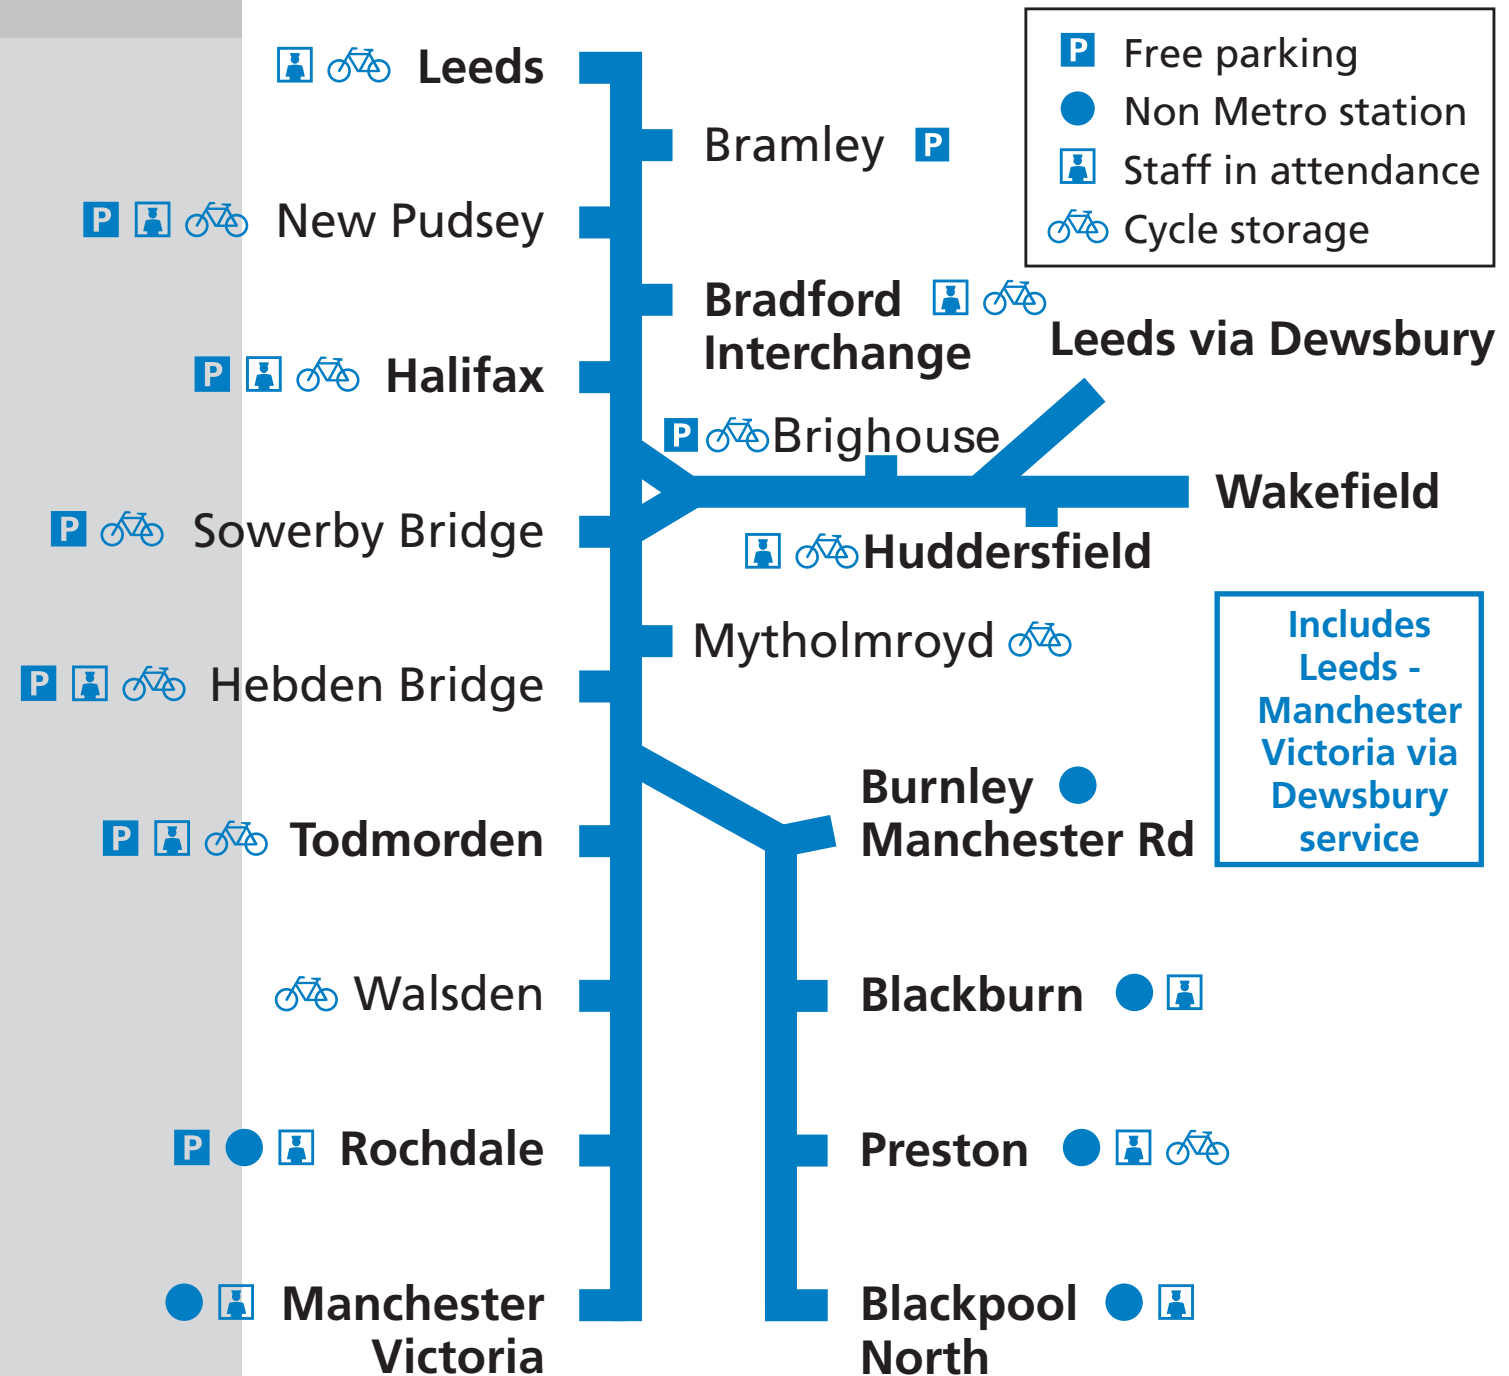 Leeds
Bramley P
P New Pudsey
Bradford
Interchange
P Halifax
P Free parking
Non Metro station
Staff in attendance
Cycle storage
Leeds via Dewsbury
P Brighouse
Wakefield
P Sowerby Bridge
Huddersfield
Mytholmroyd
P Hebden Bridge
Includes
Leeds -
Manchester
Victoria via
Dewsbury
service
Burnley
Manchester Rd
P Todmorden
Walsden
Blackburn
P Rochdale
Preston
Manchester
Victoria
Blackpool
North